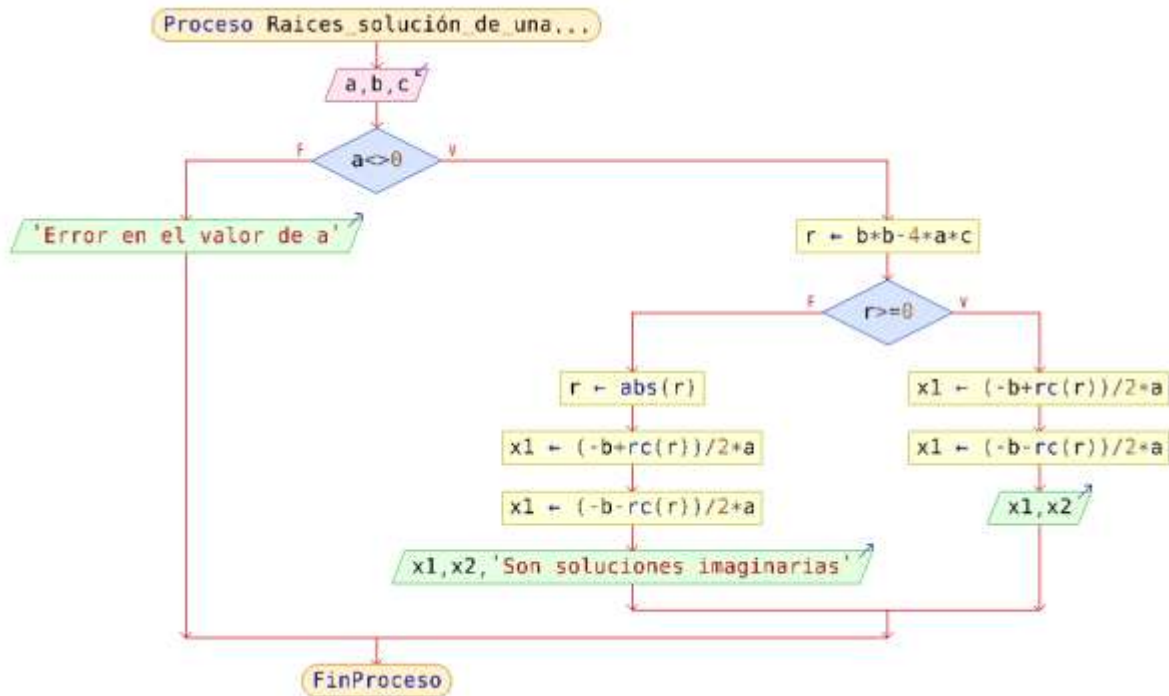 Proceso Raices_solución_de_una...
a,b,c
F
a<>0
V
'Error en el valor de a'
r ← b*b-4*a*c
F
r>=0
V
r ← abs(r)
x1 ← (-b+rc(r))/2*a
x1 ← (-b-rc(r))/2*a
x1,x2,'Son soluciones imaginarias'
x1 ← (-b+rc(r))/2*a
x1 ← (-b-rc(r))/2*a
x1,x2
FinProceso